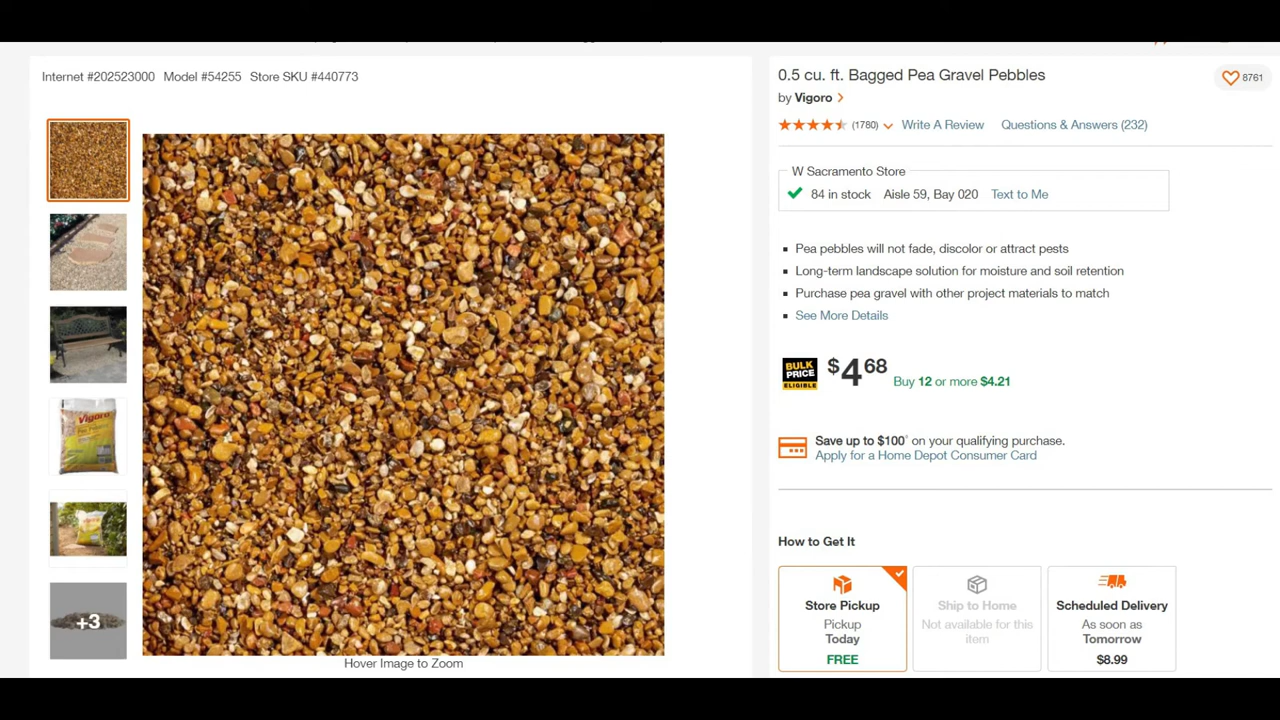 Internet #202523000 Model #54255 Store SKU #440773
+3
Hover Image to Zoom
0.5 cu. ft. Bagged Pea Gravel Pebbles
8761
by Vigoro
(1780) Write A Review Questions & Answers (232)
W Sacramento Store
84 in stock Aisle 59, Bay 020 Text to Me
Pea pebbles will not fade, discolor or attract pests
Long-term landscape solution for moisture and soil retention
Purchase pea gravel with other project materials to match
See More Details
BULK
PRICE
ELIGIBLE
$4 68
Buy 12 or more $4.21
Save up to $100† on your qualifying purchase.
Apply for a Home Depot Consumer Card
How to Get It
Store Pickup
Pickup
Today
FREE
Ship to Home
Not available for this
item
Scheduled Delivery
As soon as
Tomorrow
$8.99